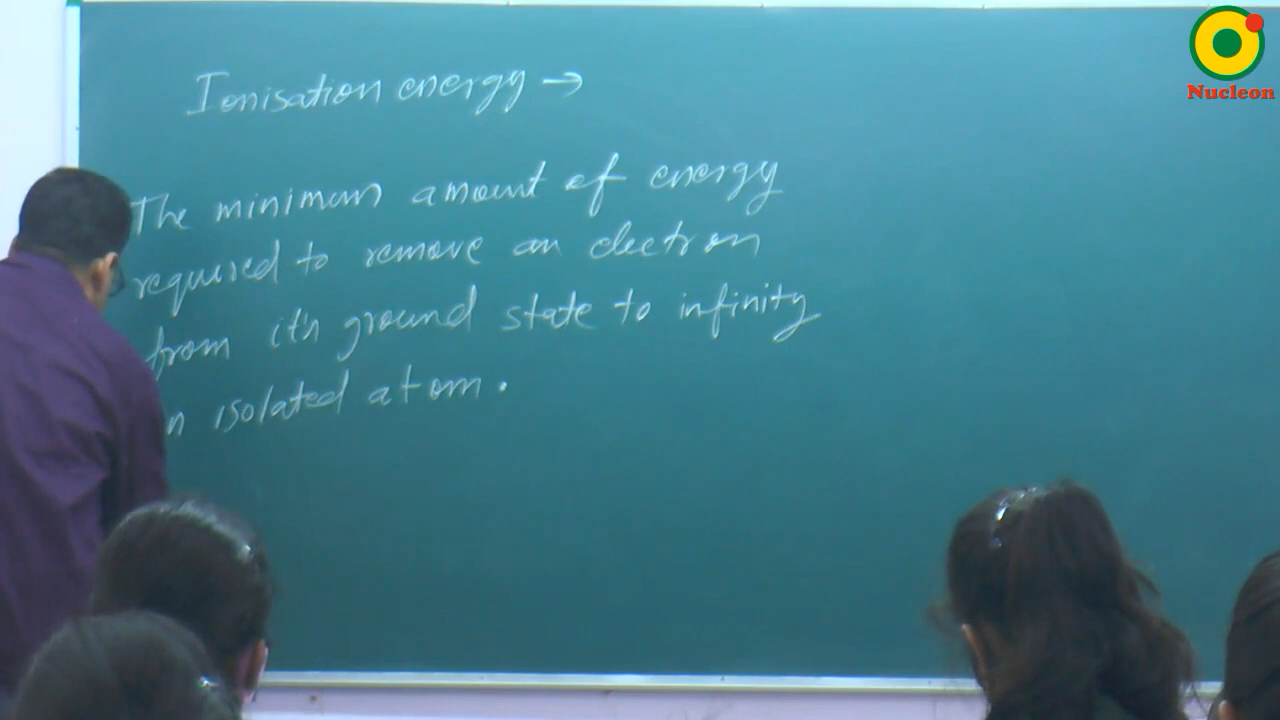 Ionisation energy →
The minimum amount of energy
required to remove an electron
from it's ground state to infinity
n isolated atom.
Nucleon